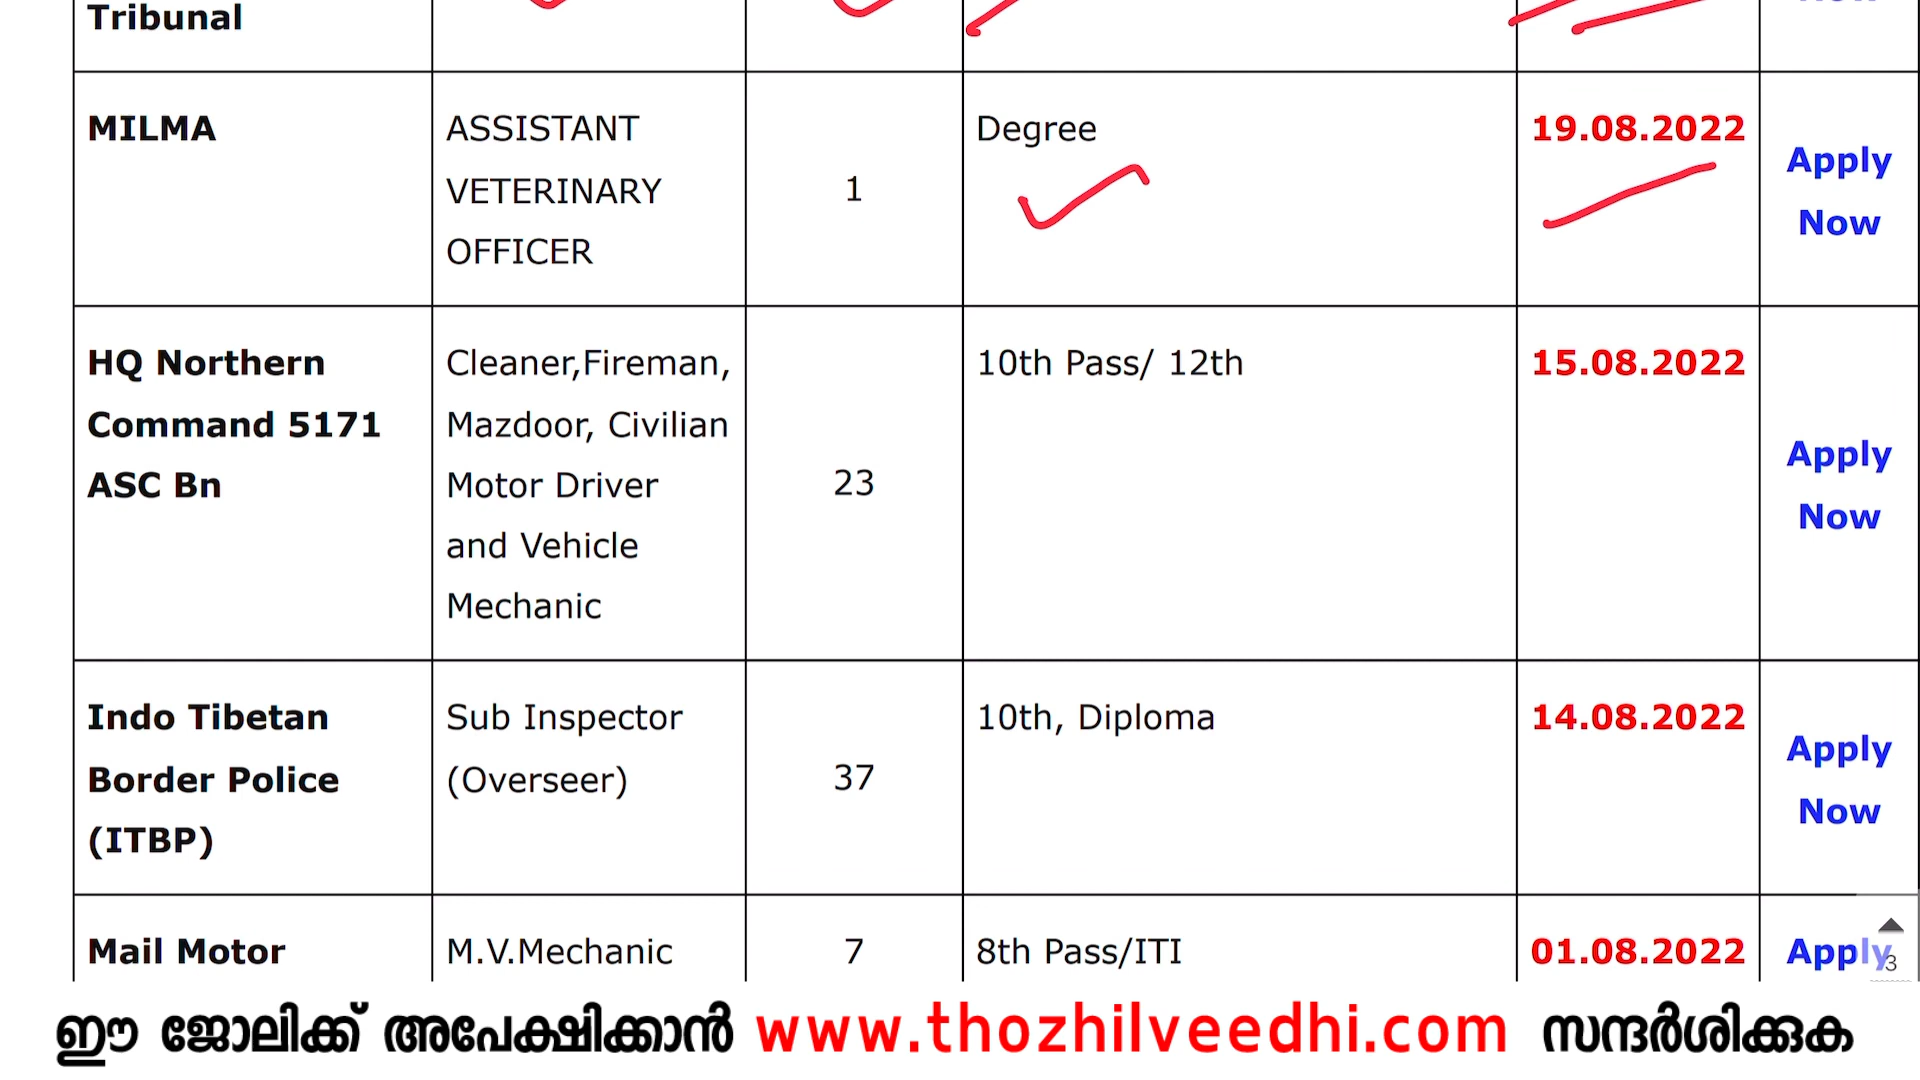 Tribunal
MILMA
ASSISTANT
VETERINARY
OFFICER
1
Degree
19.08.2022
Apply
Now
HQ Northern
Command 5171
ASC Bn
Cleaner,Fireman,
Mazdoor, Civilian
Motor Driver
and Vehicle
Mechanic
23
10th Pass/ 12th
15.08.2022
Apply
Now
Indo Tibetan
Border Police
(ITBP)
Sub Inspector
(Overseer)
37
10th, Diploma
14.08.2022
Apply
Now
Mail Motor
M.V.Mechanic
7
8th Pass/ITI
01.08.2022
Apply
3
ഈ ജോലിക്ക് അപേക്ഷിക്കാൻ www.thozhilveedhi.com സന്ദർശിക്കുക